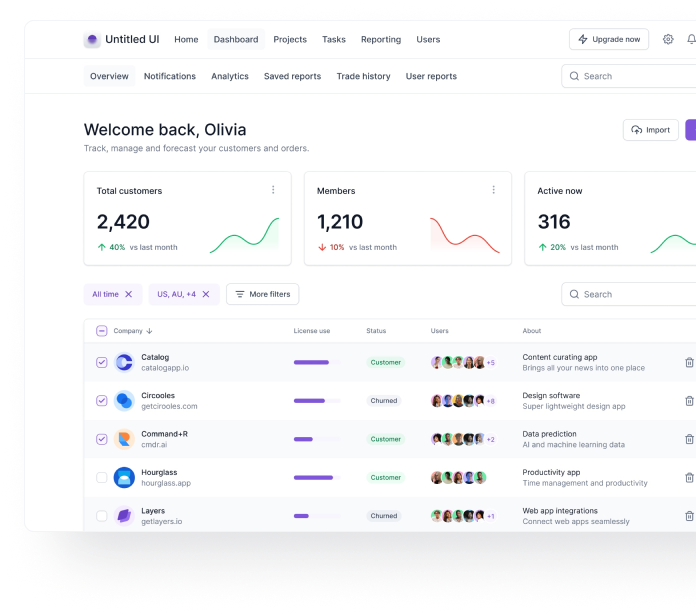 Untitled UI Home Dashboard Projects Tasks Reporting Users Upgrade now
Overview Notifications Analytics Saved reports Trade history User reports Search
Welcome back, Olivia
Track, manage and forecast your customers and orders.
Import
Total customers
2,420
40% vs last month
Members
1,210
10% vs last month
Active now
316
20% vs last month
All time US, AU, +4 More filters Search
Company License use Status Users About
Catalog
catalogapp.io
Customer
+5
Content curating app
Brings all your news into one place
Circooles
getcirooles.com
Churned
+8
Design software
Super lightweight design app
Command+R
cmdr.ai
Customer
+2
Data prediction
AI and machine learning data
Hourglass
hourglass.app
Customer
Productivity app
Time management and productivity
Layers
getlayers.io
Churned
+1
Web app integrations
Connect web apps seamlessly